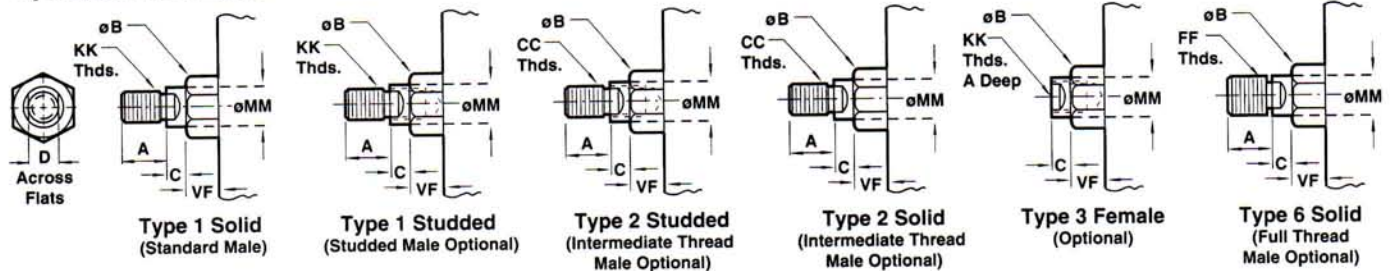 øB
KK
Thds.
øMM
D
Across
Flats
A
C
VF
Type 1 Solid
(Standard Male)
øB
KK
Thds.
øMM
A
C
VF
Type 1 Studded
(Studded Male Optional)
øB
CC
Thds.
øMM
A
C
VF
Type 2 Studded
(Intermediate Thread
Male Optional)
øB
CC
Thds.
øMM
A
C
VF
Type 2 Solid
(Intermediate Thread
Male Optional)
øB
KK
Thds.
A Deep
øMM
C
VF
Type 3 Female
(Optional)
øB
FF
Thds.
øMM
A
C
VF
Type 6 Solid
(Full Thread
Male Optional)